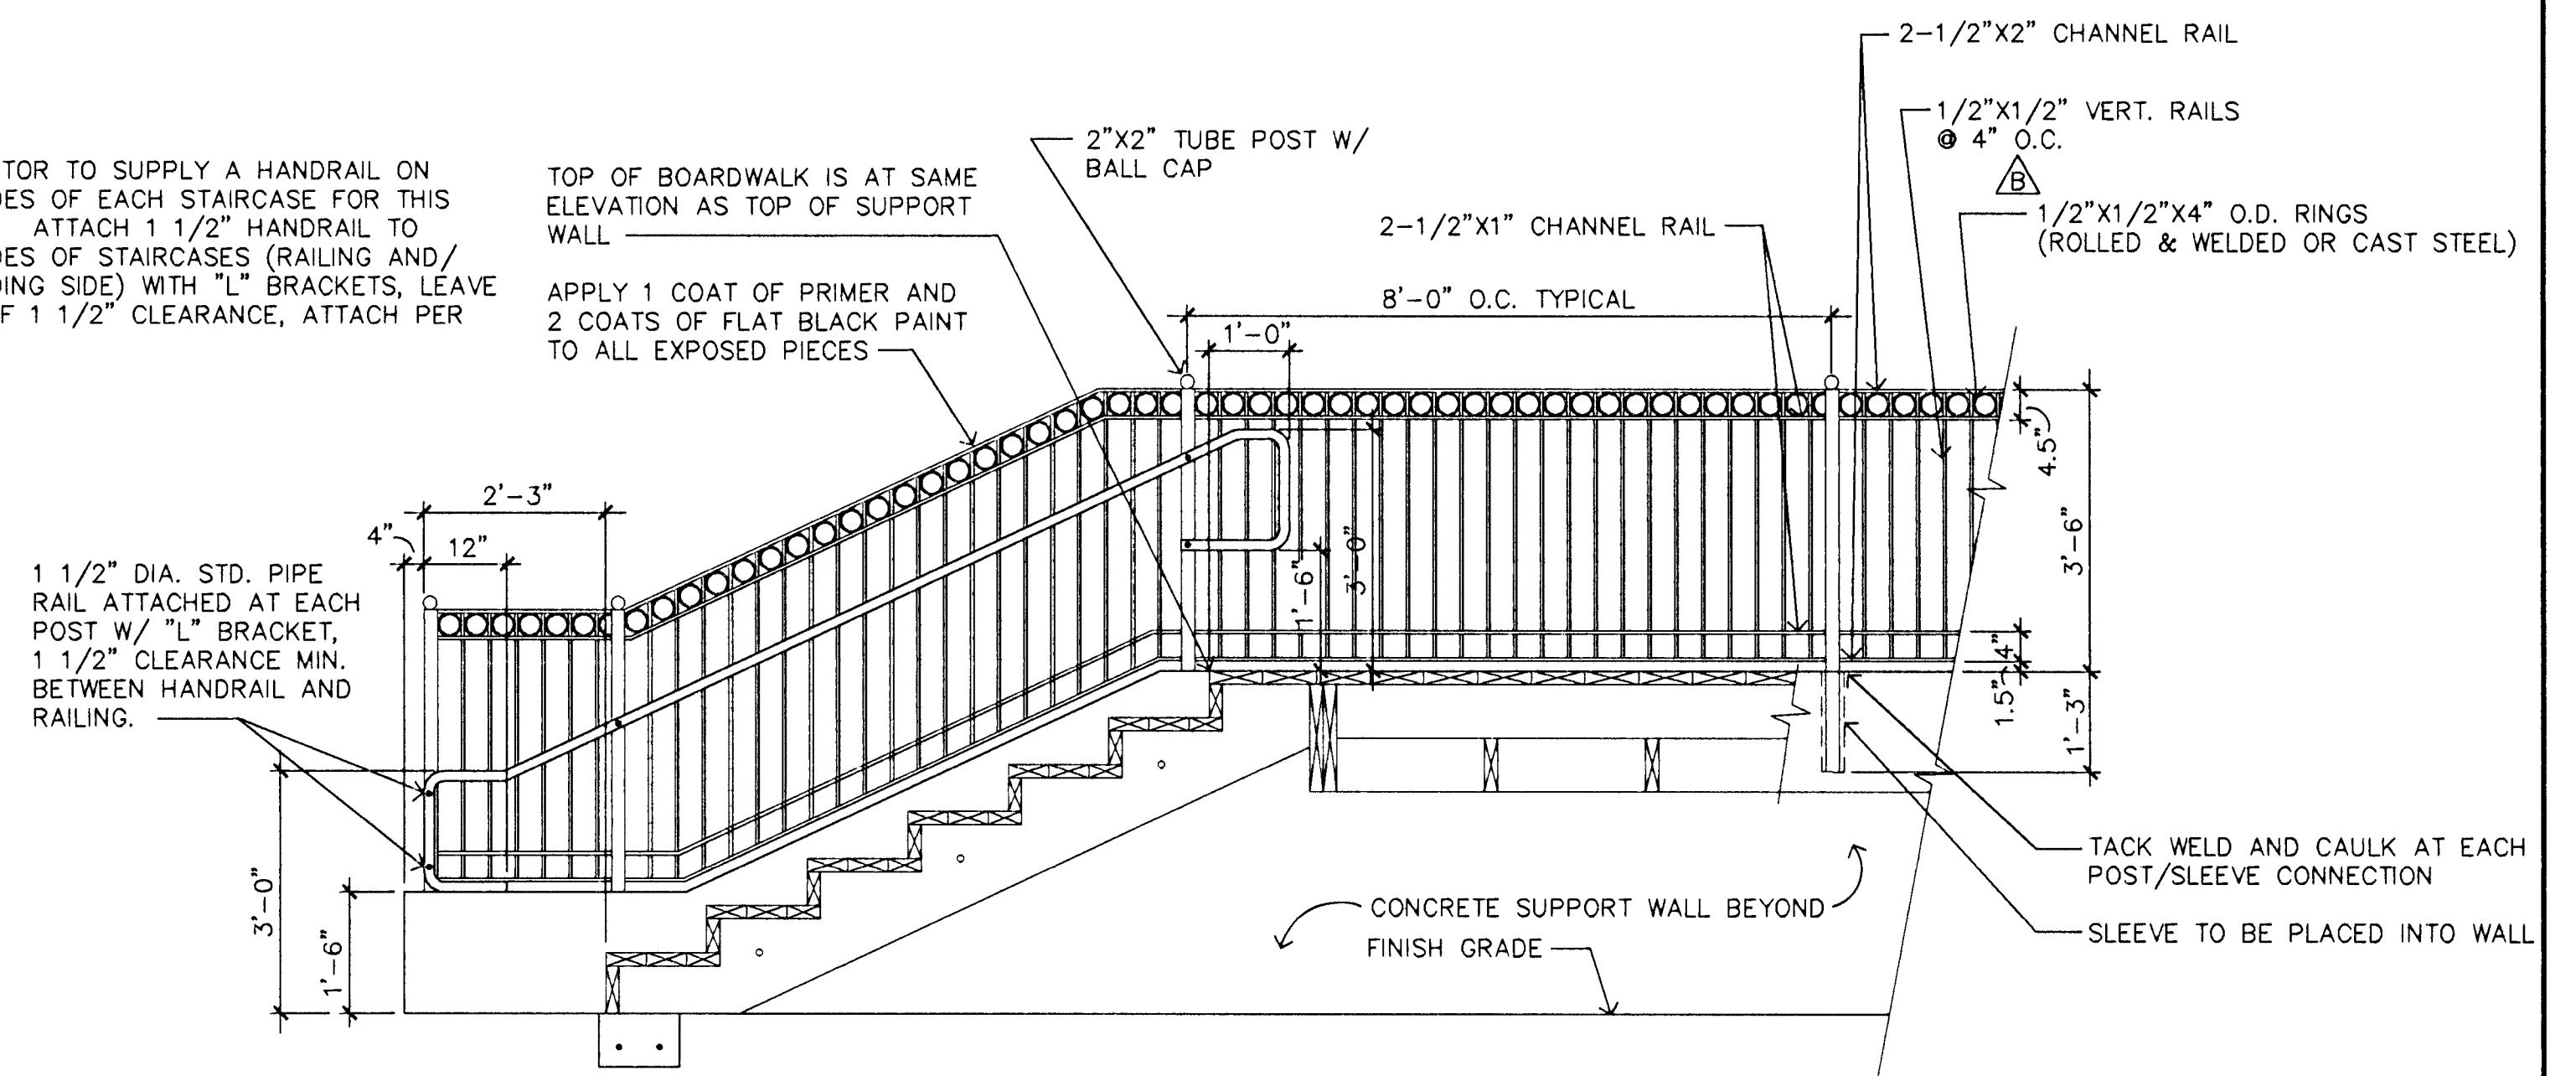 TOR TO SUPPLY A HANDRAIL ON
DES OF EACH STAIRCASE FOR THIS
ATTACH 1 1/2" HANDRAIL TO
DES OF STAIRCASES (RAILING AND/
DING SIDE) WITH "L" BRACKETS, LEAVE
F 1 1/2" CLEARANCE, ATTACH PER
TOP OF BOARDWALK IS AT SAME
ELEVATION AS TOP OF SUPPORT
WALL
APPLY 1 COAT OF PRIMER AND
2 COATS OF FLAT BLACK PAINT
TO ALL EXPOSED PIECES
2"X2" TUBE POST W/
BALL CAP
2-1/2"X2" CHANNEL RAIL
1/2"X1/2" VERT. RAILS
@ 4" O.C.
B
2-1/2"X1" CHANNEL RAIL
1/2"X1/2"X4" O.D. RINGS
(ROLLED & WELDED OR CAST STEEL)
8'-0" O.C. TYPICAL
1'-0"
4.5"
3'-6"
2'-3"
4"
12"
1 1/2" DIA. STD. PIPE
RAIL ATTACHED AT EACH
POST W/ "L" BRACKET,
1 1/2" CLEARANCE MIN.
BETWEEN HANDRAIL AND
RAILING.
1'-6"
3'-0"
4"
1.5"
1'-3"
3'-0"
1'-6"
TACK WELD AND CAULK AT EACH
POST/SLEEVE CONNECTION
CONCRETE SUPPORT WALL BEYOND
SLEEVE TO BE PLACED INTO WALL
FINISH GRADE